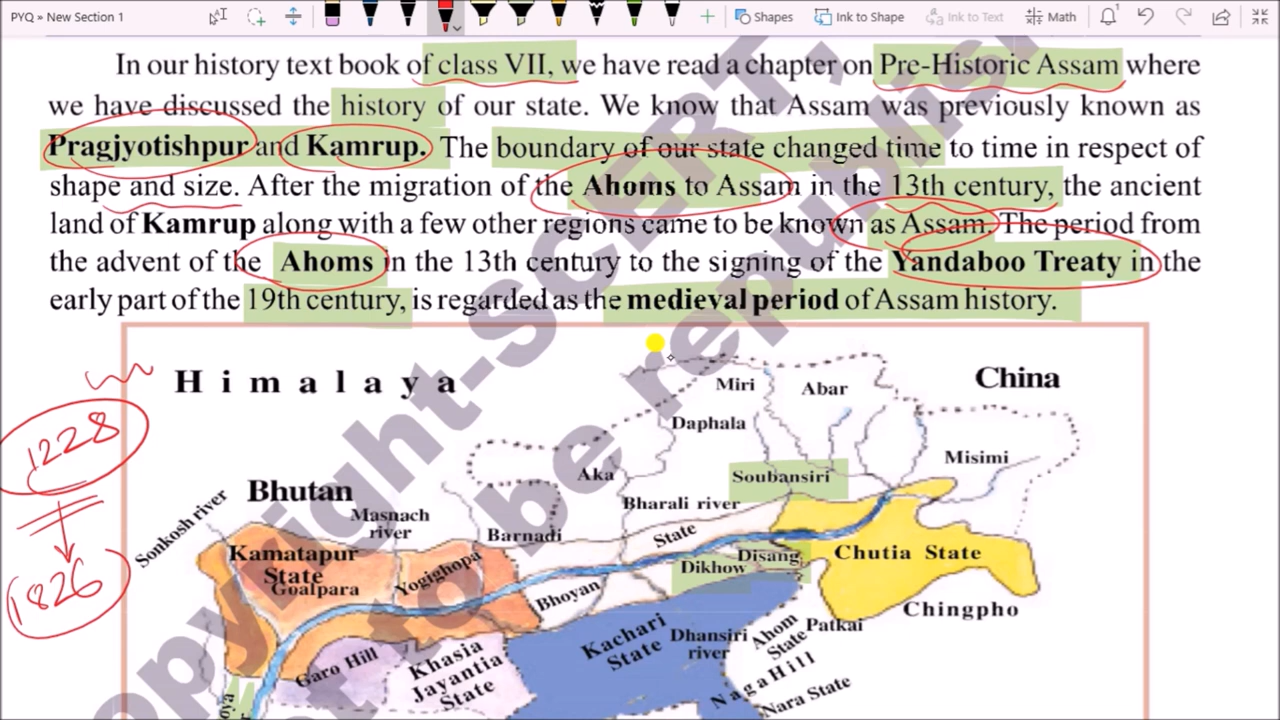 PYQ » New Section 1
Shapes
Ink to Shape
Ink to Text
Math
In our history text book of class VII, we have read a chapter on Pre-Historic Assam where
we have discussed the history of our state. We know that Assam was previously known as
Pragjyotishpur and Kamrup. The boundary of our state changed time to time in respect of
shape and size. After the migration of the Ahoms to Assam in the 13th century, the ancient
land of Kamrup along with a few other regions came to be known as Assam. The period from
the advent of the Ahoms in the 13th century to the signing of the Yandaboo Treaty in the
early part of the 19th century, is regarded as the medieval period of Assam history.
Himalaya
China
Miri
Abar
Daphala
1228
Misimi
Aka
Soubansiri
Bhutan
Bharali river
Sonkosh river
Masnach
river
Barnadi
State
Kamatapur
State
Goalpara
Yogighopa
Disang
Chutia State
Dikhow
1826
Bhoyan
Chingpho
Kachari
State
Dhansiri
river
Ahom
State
Patkai
Garo Hill
Khasia
Jayantia
State
Naga Hill
Nara State
Copyright-SCERT,
not to be republished